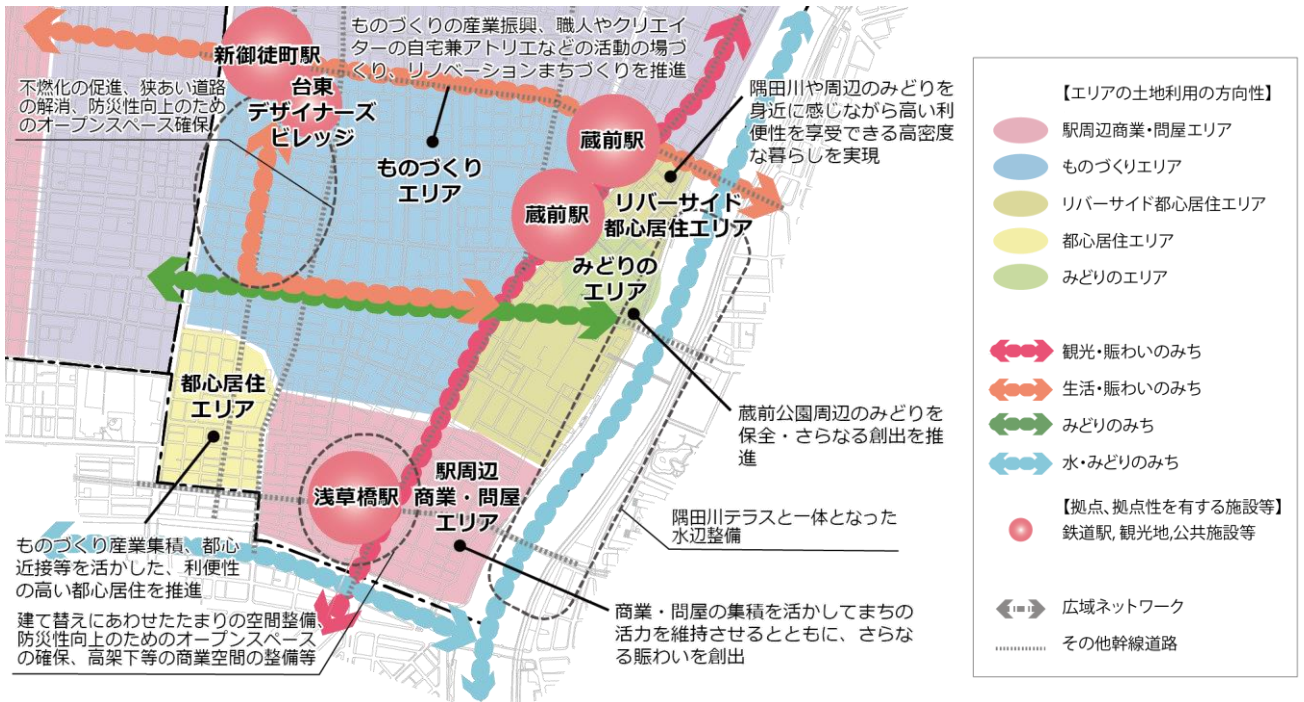 新御徒町駅
台東
デザイナーズ
ビレッジ
ものづくりの産業振興、職人やクリエイ
ターの自宅兼アトリエなどの活動の場づ
くり、リノベーションまちづくりを推進
不燃化の促進、狭あい道路
の解消、防災性向上のため
のオープンスペース確保
ものづくり
エリア
蔵前駅
蔵前駅
隅田川や周辺のみどりを
身近に感じながら高い利
便性を享受できる高密度
な暮らしを実現
リバーサイド
都心居住エリア
みどりの
エリア
都心居住
エリア
蔵前公園周辺のみどりを
保全・さらなる創出を推
進
浅草橋駅
駅周辺
商業・問屋
エリア
隅田川テラスと一体となった
水辺整備
ものづくり産業集積、都心
近接等を活かした、利便性
の高い都心居住を推進
建て替えにあわせたたまりの空間整備、
防災性向上のためのオープンスペース
の確保、高架下等の商業空間の整備等
商業・問屋の集積を活かしてまちの
活力を維持させるとともに、さらな
る賑わいを創出
【エリアの土地利用の方向性】
駅周辺商業・問屋エリア
ものづくりエリア
リバーサイド都心居住エリア
都心居住エリア
みどりのエリア
観光・賑わいのみち
生活・賑わいのみち
みどりのみち
水・みどりのみち
【拠点、拠点性を有する施設等】
鉄道駅,観光地,公共施設等
広域ネットワーク
その他幹線道路